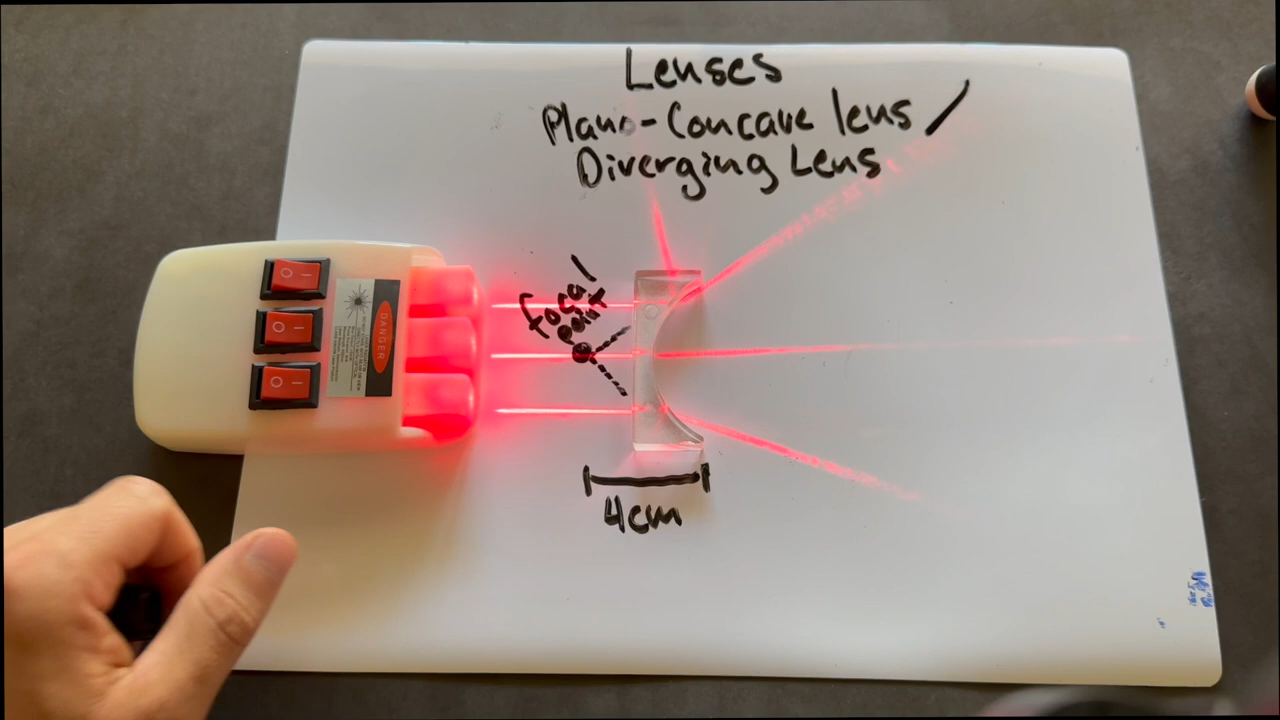 Lenses
Plano-Concave lens /
Diverging Lens
focal
point
4cm
DANGER
O I
O I
O I